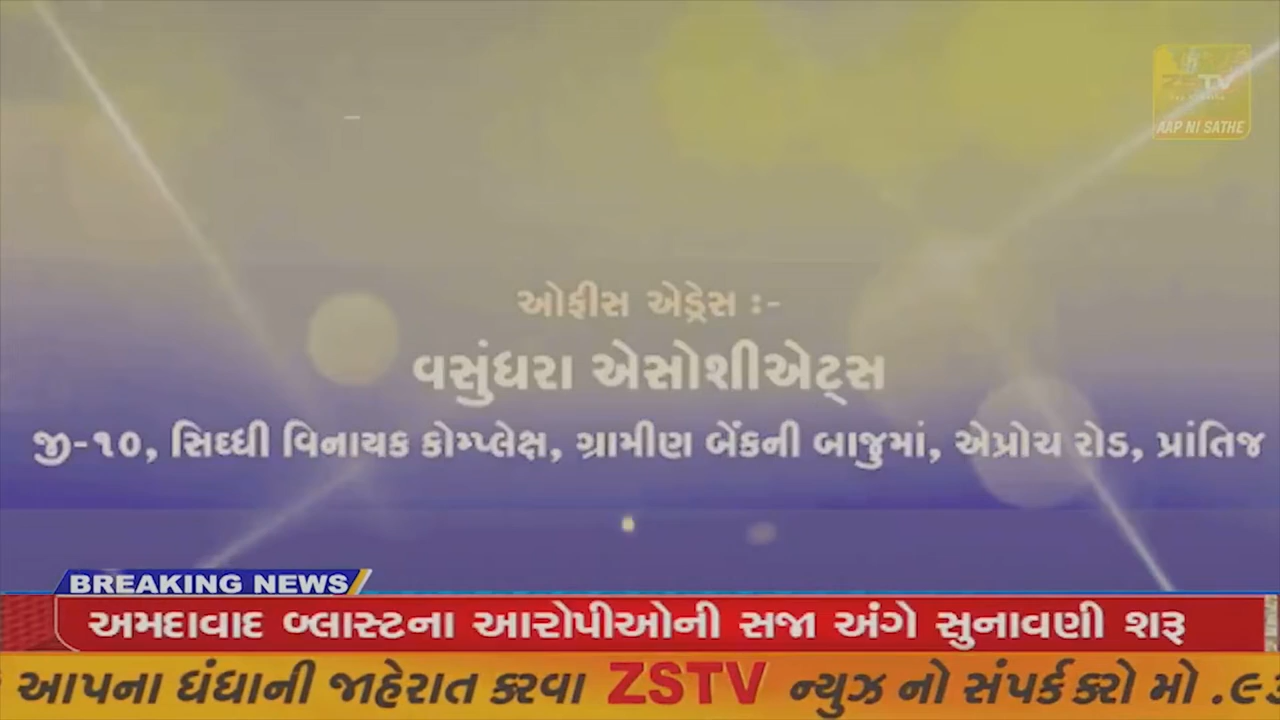 ZSTV
AAP NI SATHE
ઓફીસ એડ્રેસ :-
વસુંધરા એસોશીએટ્સ
જી-૧૦, સિધ્ધી વિનાયક કોમ્પ્લેક્ષ, ગ્રામીણ બેંકની બાજુમાં, એપ્રોચ રોડ, પ્રાંતિજ
BREAKING NEWS
અમદાવાદ બ્લાસ્ટના આરોપીઓની સજા અંગે સુનાવણી શરૂ
આપના ધંધાની જાહેરાત કરવા ZSTV ન્યુઝ નો સંપર્ક કરો મો .૯